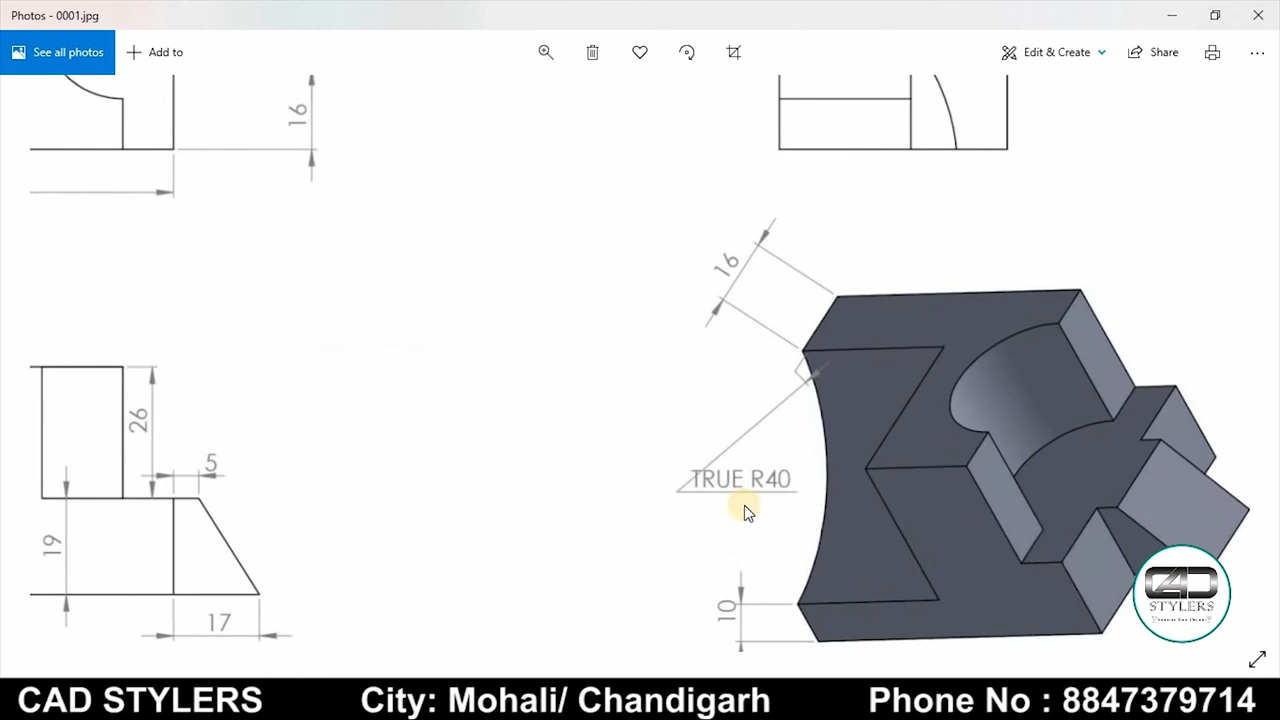 Photos - 0001.jpg
See all photos
Add to
Edit & Create
Share
16
16
26
5
TRUE R40
19
17
10
CAD
STYLERS
CAD STYLERS
City: Mohali/ Chandigarh
Phone No : 8847379714